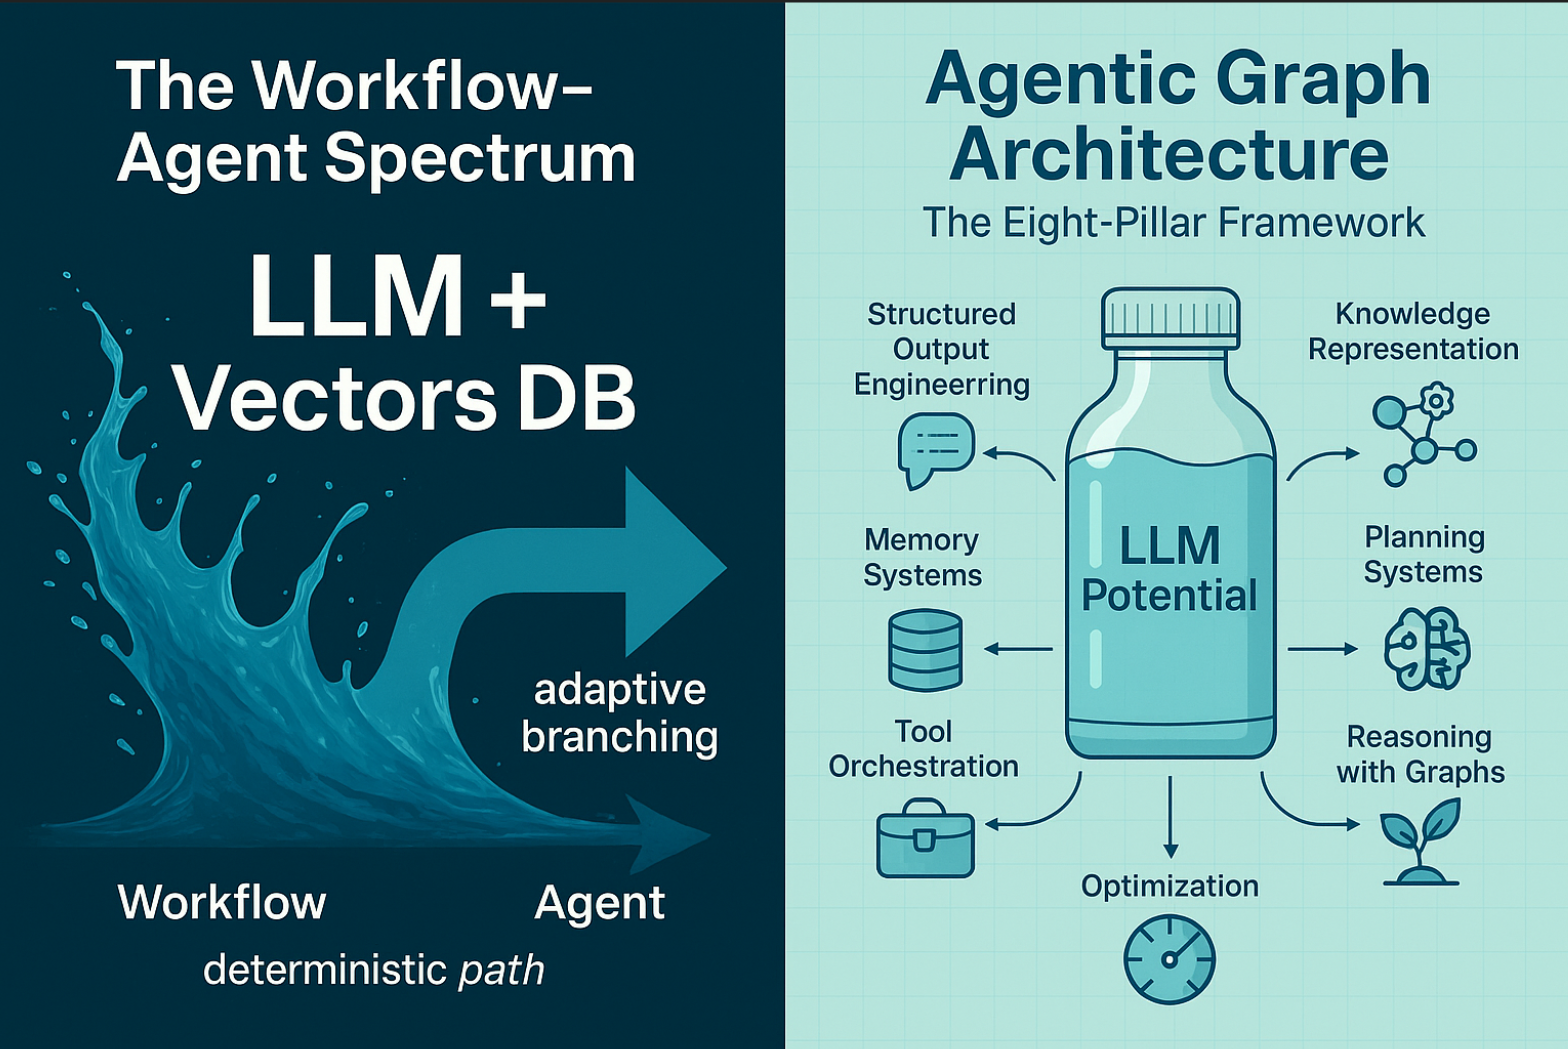 The Workflow–
Agent Spectrum
LLM +
Vectors DB
adaptive
branching
Workflow
Agent
deterministic path
Agentic Graph
Architecture
The Eight-Pillar Framework
Structured
Output
Engineerring
Knowledge
Representation
LLM
Potential
Memory
Systems
Planning
Systems
Tool
Orchestration
Reasoning
with Graphs
Optimization